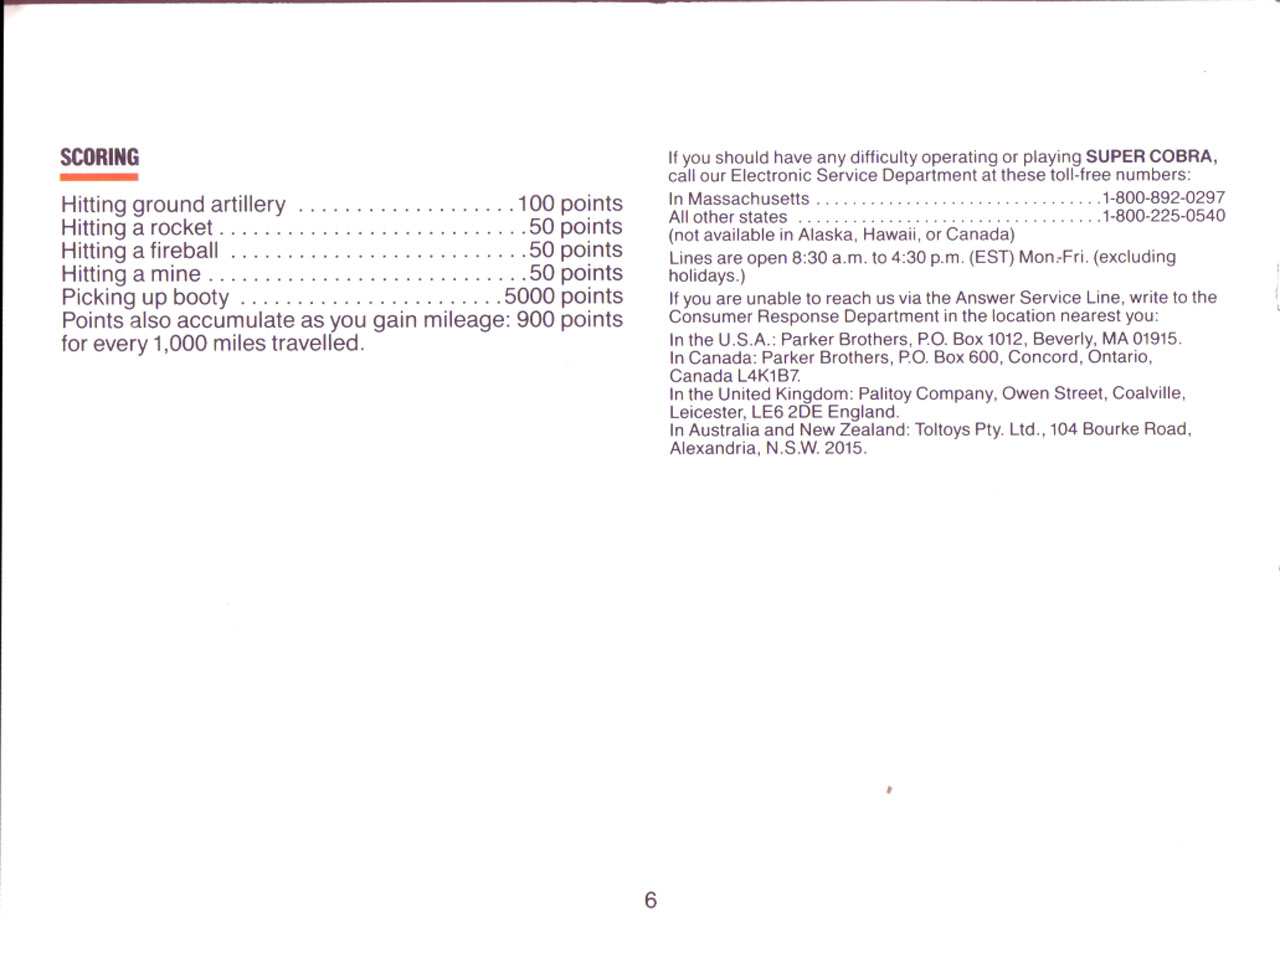 SCORING
Hitting ground artillery ................... 100 points
Hitting a rocket ........................... 50 points
Hitting a fireball .......................... 50 points
Hitting a mine ............................ 50 points
Picking up booty ....................... 5000 points
Points also accumulate as you gain mileage: 900 points
for every 1,000 miles travelled.
If you should have any difficulty operating or playing SUPER COBRA,
call our Electronic Service Department at these toll-free numbers:
In Massachusetts ................................ 1-800-892-0297
All other states .................................. 1-800-225-0540
(not available in Alaska, Hawaii, or Canada)
Lines are open 8:30 a.m. to 4:30 p.m. (EST) Mon.-Fri. (excluding
holidays.)
If you are unable to reach us via the Answer Service Line, write to the
Consumer Response Department in the location nearest you:
In the U.S.A.: Parker Brothers, P.O. Box 1012, Beverly, MA 01915.
In Canada: Parker Brothers, P.O. Box 600, Concord, Ontario,
Canada L4K1B7.
In the United Kingdom: Palitoy Company, Owen Street, Coalville,
Leicester, LE6 2DE England.
In Australia and New Zealand: Toltoys Pty. Ltd., 104 Bourke Road,
Alexandria, N.S.W. 2015.
6